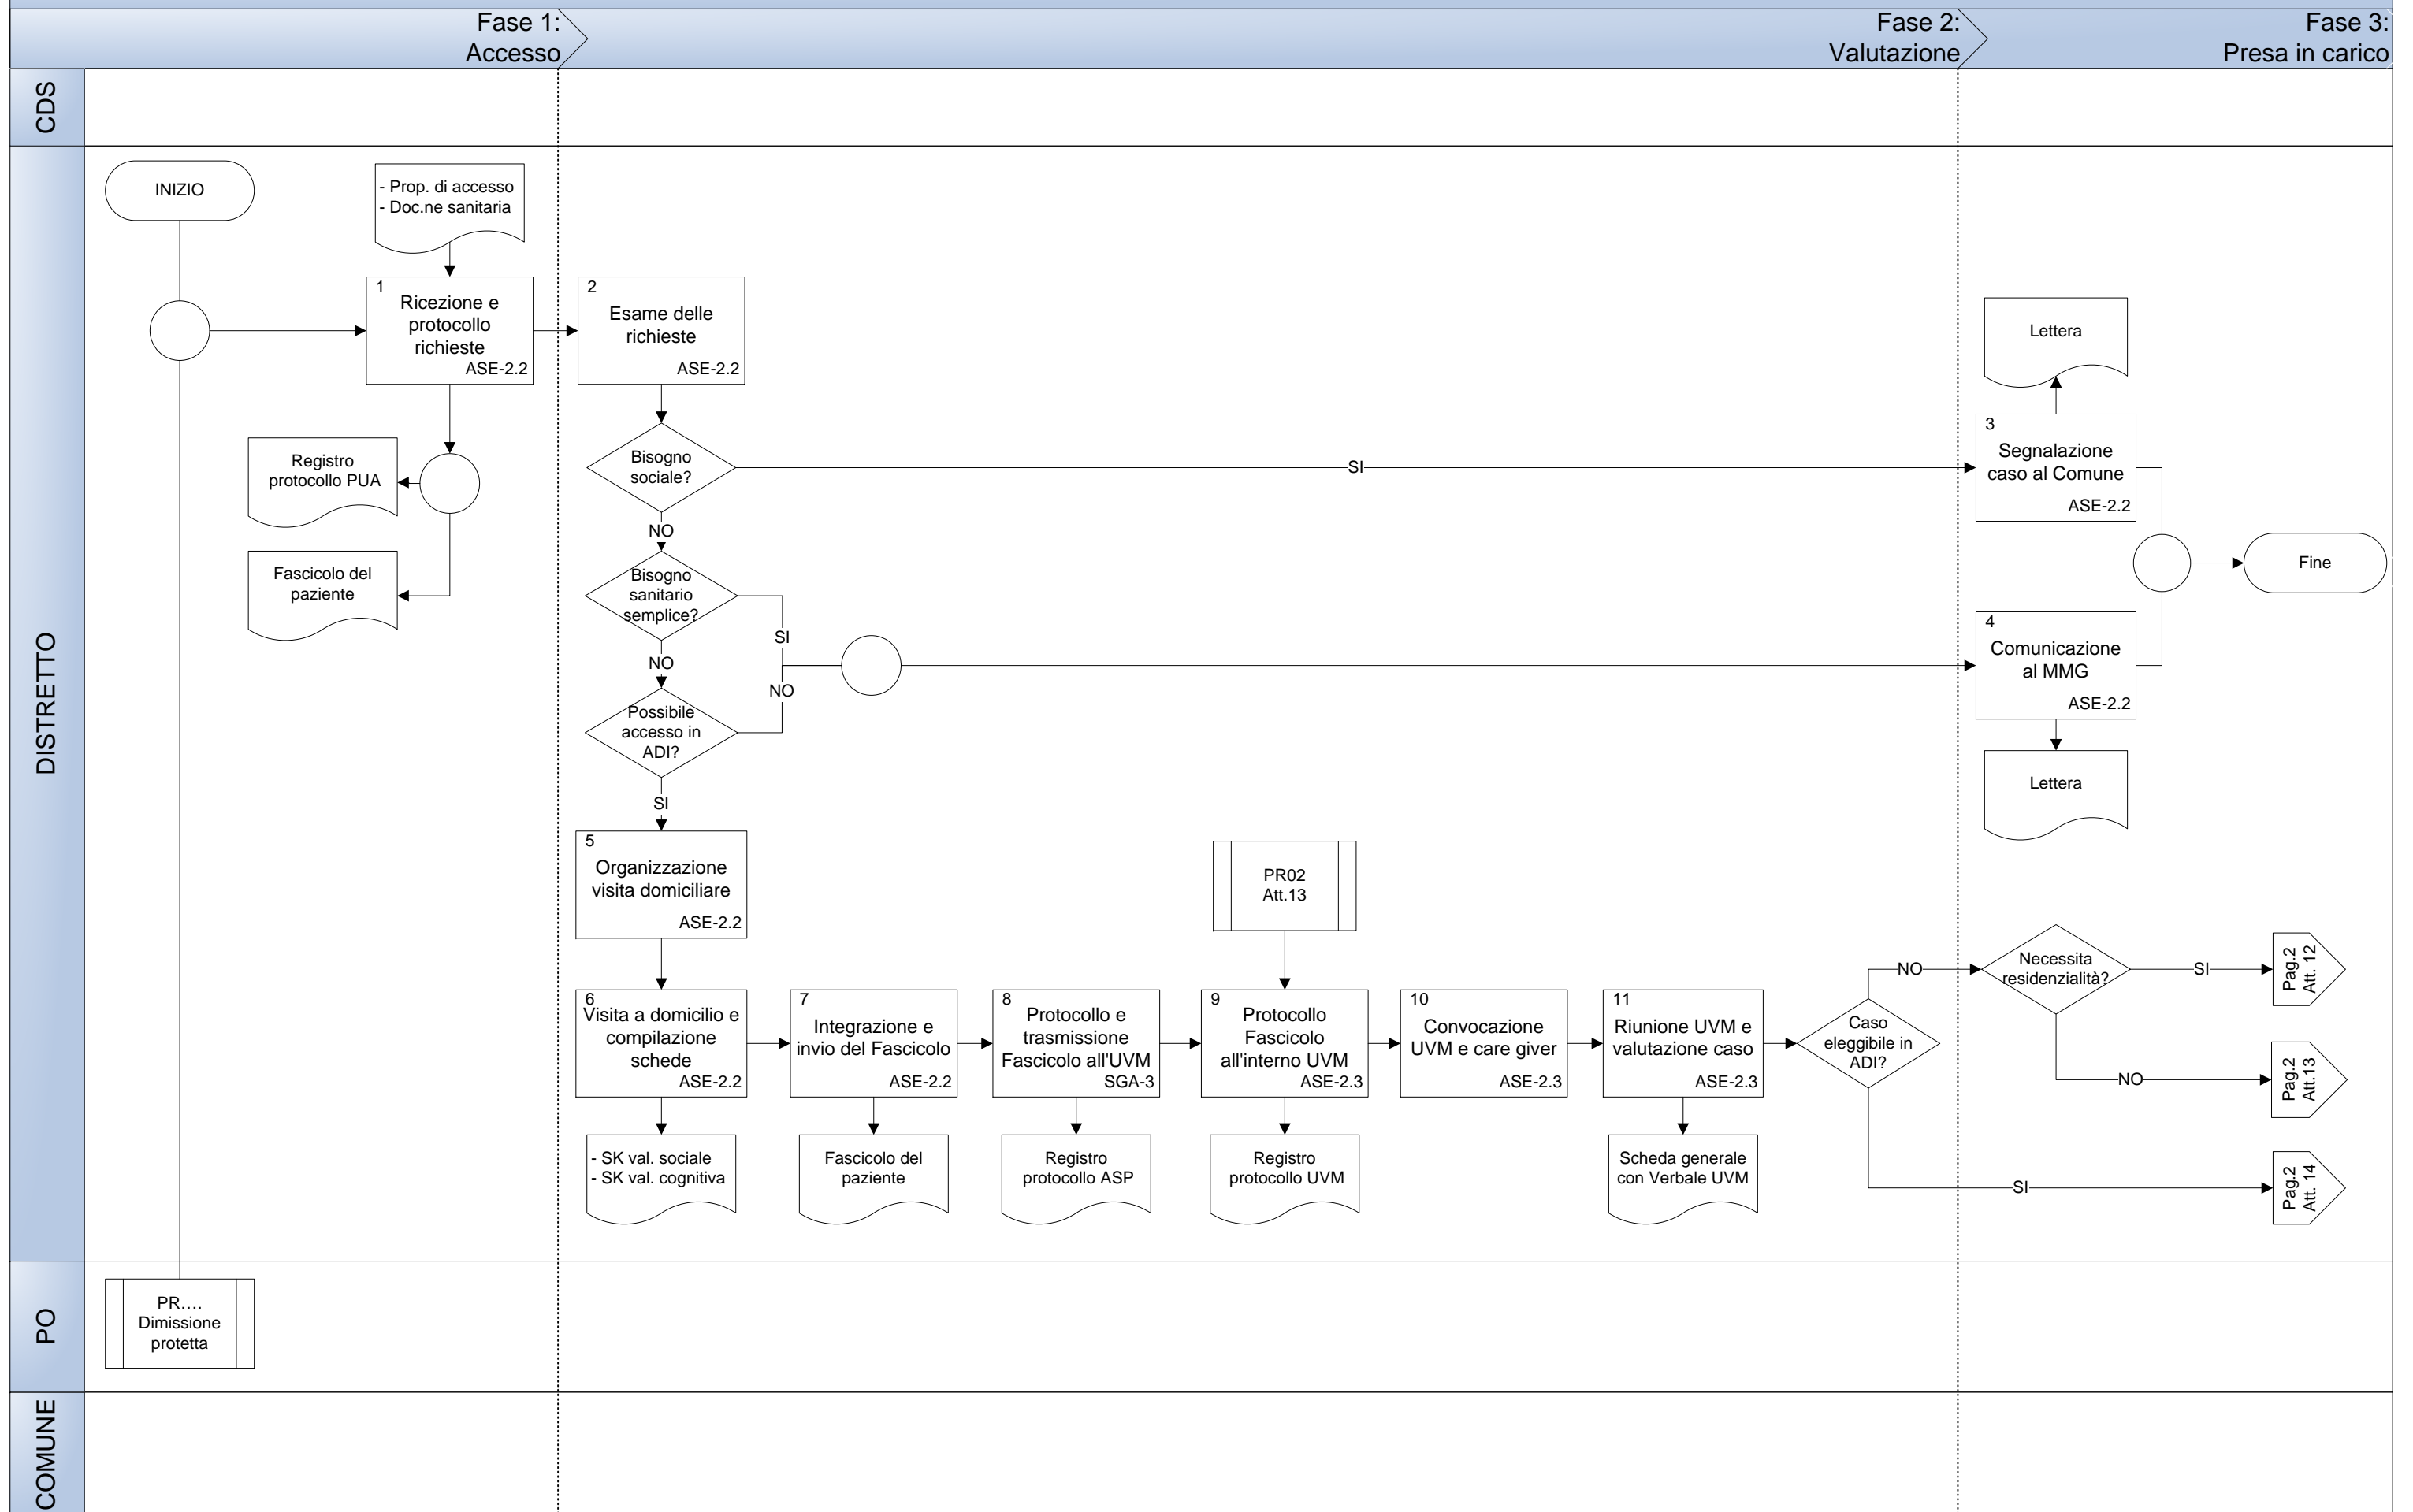 Fase 1:
Accesso
Fase 2:
Valutazione
Fase 3:
Presa in carico
CDS
DISTRETTO
INIZIO
- Prop. di accesso
- Doc.ne sanitaria
1
Ricezione e
protocollo
richieste
ASE-2.2
2
Esame delle
richieste
ASE-2.2
Registro
protocollo PUA
Fascicolo del
paziente
Bisogno
sociale?
SI
NO
Bisogno
sanitario
semplice?
SI
NO
Possibile
accesso in
ADI?
NO
SI
Lettera
3
Segnalazione
caso al Comune
ASE-2.2
Fine
4
Comunicazione
al MMG
ASE-2.2
Lettera
5
Organizzazione
visita domiciliare
ASE-2.2
PR02
Att.13
6
Visita a domicilio e
compilazione
schede
ASE-2.2
7
Integrazione e
invio del Fascicolo
ASE-2.2
8
Protocollo e
trasmissione
Fascicolo all'UVM
SGA-3
9
Protocollo
Fascicolo
all'interno UVM
ASE-2.3
10
Convocazione
UVM e care giver
ASE-2.3
11
Riunione UVM e
valutazione caso
ASE-2.3
Caso
eleggibile in
ADI?
NO
Necessita
residenzialità?
SI
Pag.2
Att. 12
NO
Pag.2
Att.13
SI
Pag.2
Att. 14
- SK val. sociale
- SK val. cognitiva
Fascicolo del
paziente
Registro
protocollo ASP
Registro
protocollo UVM
Scheda generale
con Verbale UVM
PO
PR....
Dimissione
protetta
COMUNE